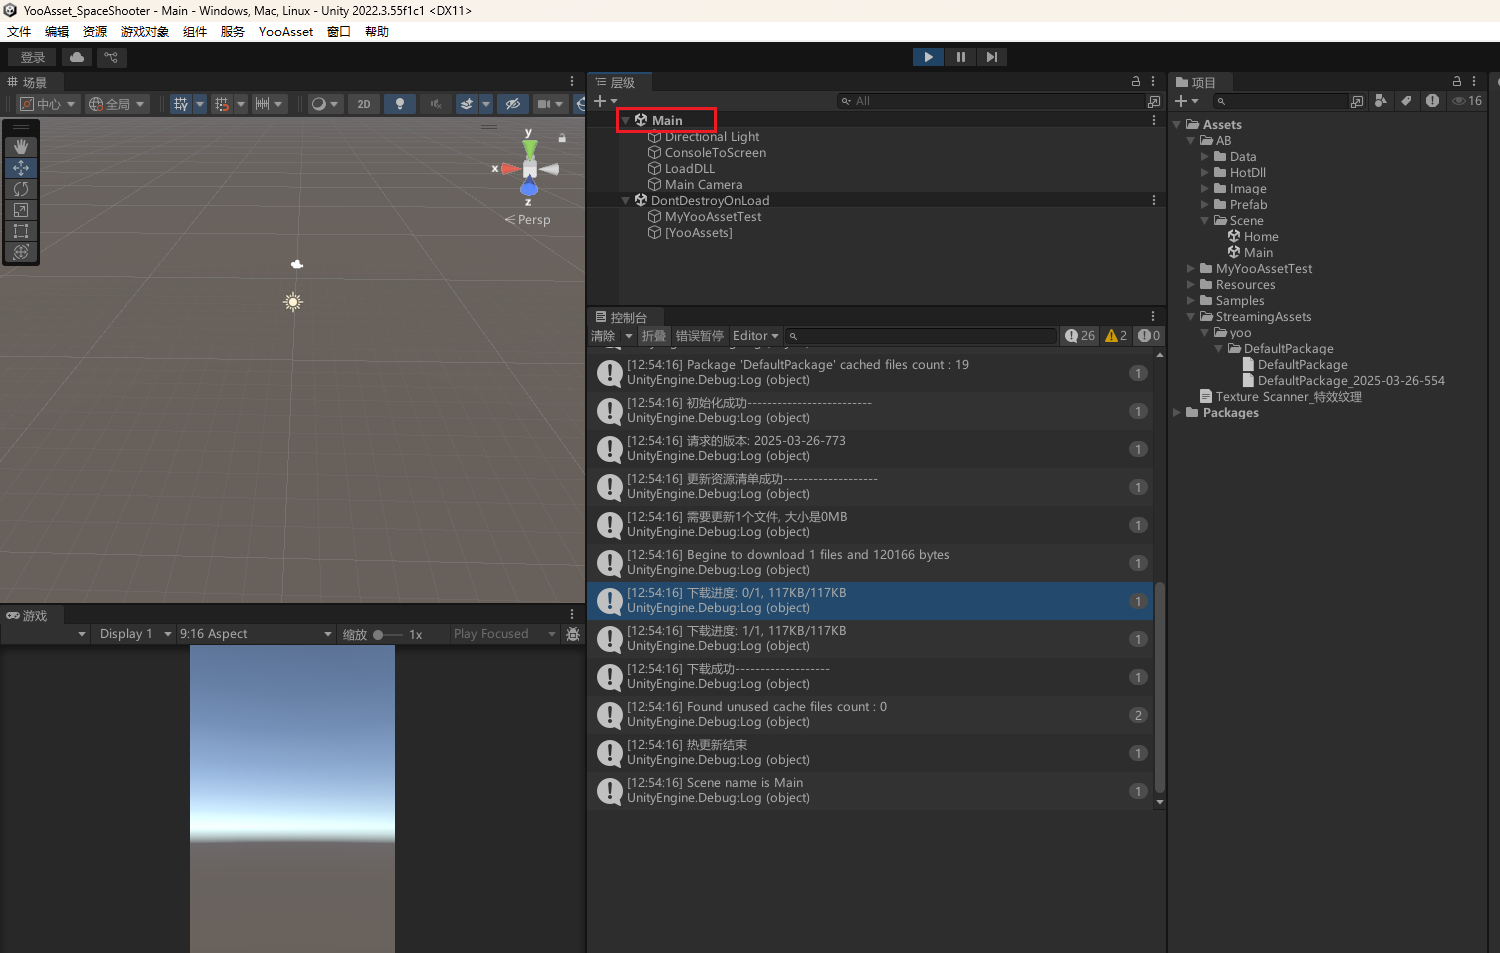 YooAsset_SpaceShooter - Main - Windows, Mac, Linux - Unity 2022.3.55f1c1 <DX11>
文件 编辑 资源 游戏对象 组件 服务 YooAsset 窗口 帮助
登录
场景
中心 全局 2D
y
x
z
Persp
游戏
Display 1 9:16 Aspect 缩放 1x Play Focused
层级
All
Main
Directional Light
ConsoleToScreen
LoadDLL
Main Camera
DontDestroyOnLoad
MyYooAssetTest
[YooAssets]
控制台
清除 折叠 错误暂停 Editor 26 2 0
[12:54:16] Package 'DefaultPackage' cached files count : 19
UnityEngine.Debug:Log (object)
1
[12:54:16] 初始化成功-------------------------
UnityEngine.Debug:Log (object)
1
[12:54:16] 请求的版本: 2025-03-26-773
UnityEngine.Debug:Log (object)
1
[12:54:16] 更新资源清单成功-------------------
UnityEngine.Debug:Log (object)
1
[12:54:16] 需要更新1个文件, 大小是0MB
UnityEngine.Debug:Log (object)
1
[12:54:16] Begine to download 1 files and 120166 bytes
UnityEngine.Debug:Log (object)
1
[12:54:16] 下载进度: 0/1, 117KB/117KB
UnityEngine.Debug:Log (object)
1
[12:54:16] 下载进度: 1/1, 117KB/117KB
UnityEngine.Debug:Log (object)
1
[12:54:16] 下载成功-------------------
UnityEngine.Debug:Log (object)
1
[12:54:16] Found unused cache files count : 0
UnityEngine.Debug:Log (object)
2
[12:54:16] 热更新结束
UnityEngine.Debug:Log (object)
1
[12:54:16] Scene name is Main
UnityEngine.Debug:Log (object)
1
项目
16
Assets
AB
Data
HotDll
Image
Prefab
Scene
Home
Main
MyYooAssetTest
Resources
Samples
StreamingAssets
yoo
DefaultPackage
DefaultPackage
DefaultPackage_2025-03-26-554
Texture Scanner_特效纹理
Packages